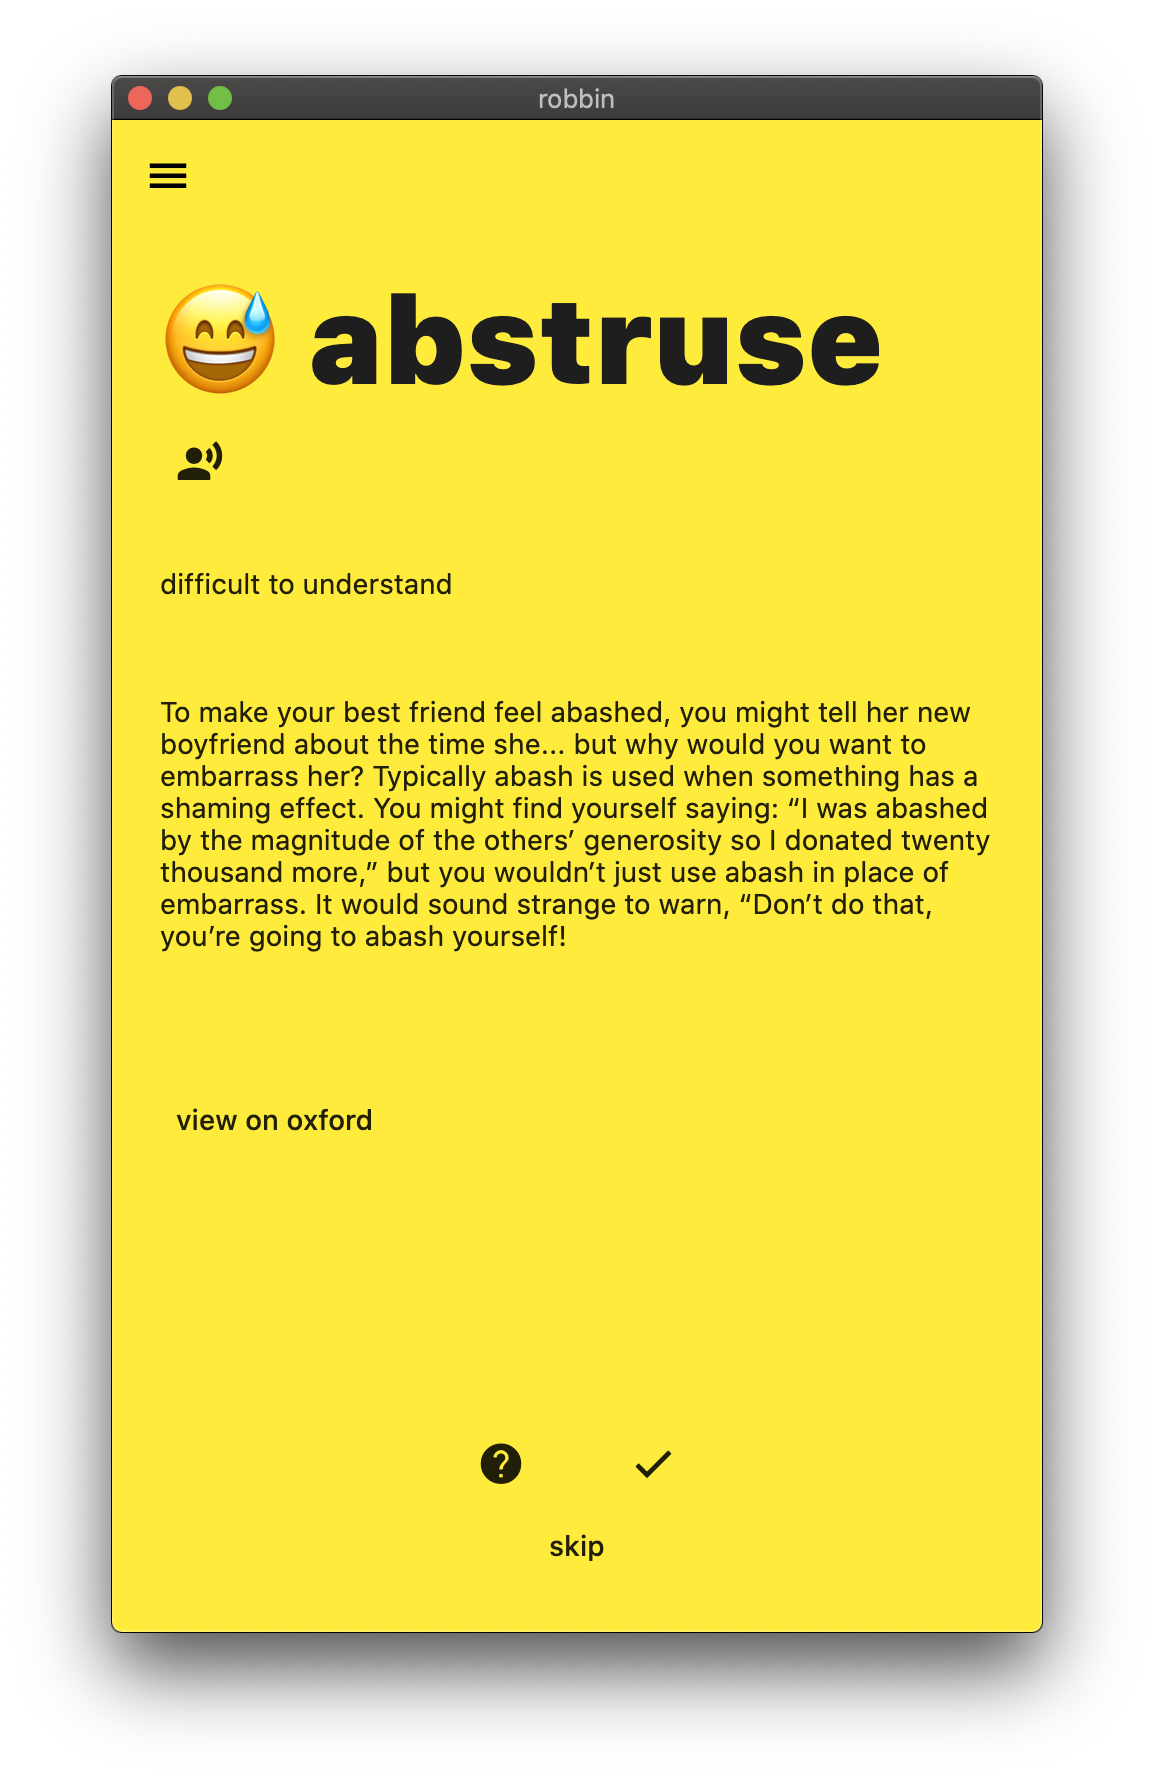 robbin
😅 abstruse
difficult to understand
To make your best friend feel abashed, you might tell her new
boyfriend about the time she... but why would you want to
embarrass her? Typically abash is used when something has a
shaming effect. You might find yourself saying: “I was abashed
by the magnitude of the others’ generosity so I donated twenty
thousand more,” but you wouldn’t just use abash in place of
embarrass. It would sound strange to warn, “Don’t do that,
you’re going to abash yourself!
view on oxford
?
skip